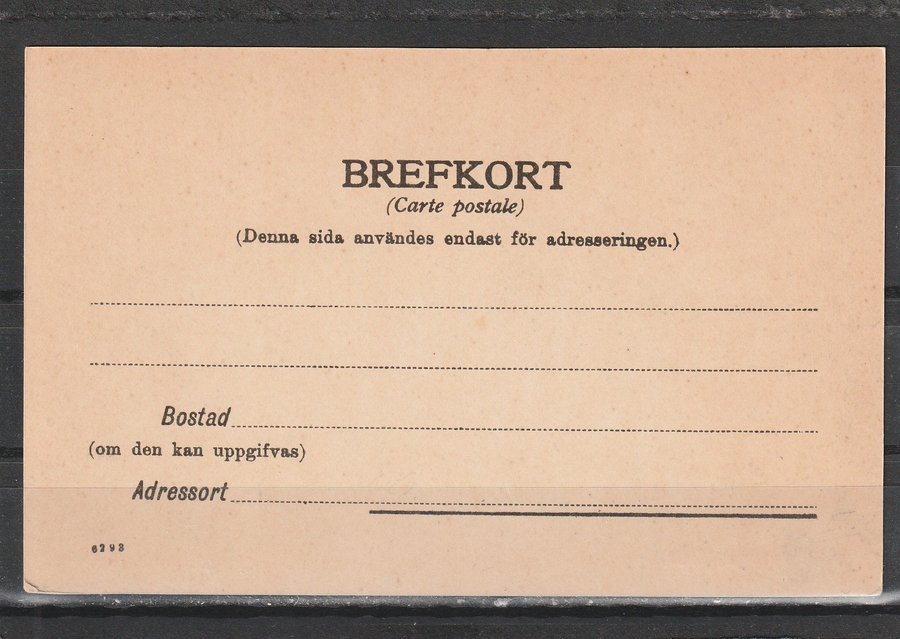 BREFKORT
(Carte postale)
(Denna sida användes endast för adresseringen.)
Bostad
(om den kan uppgifvas)
Adressort
6293